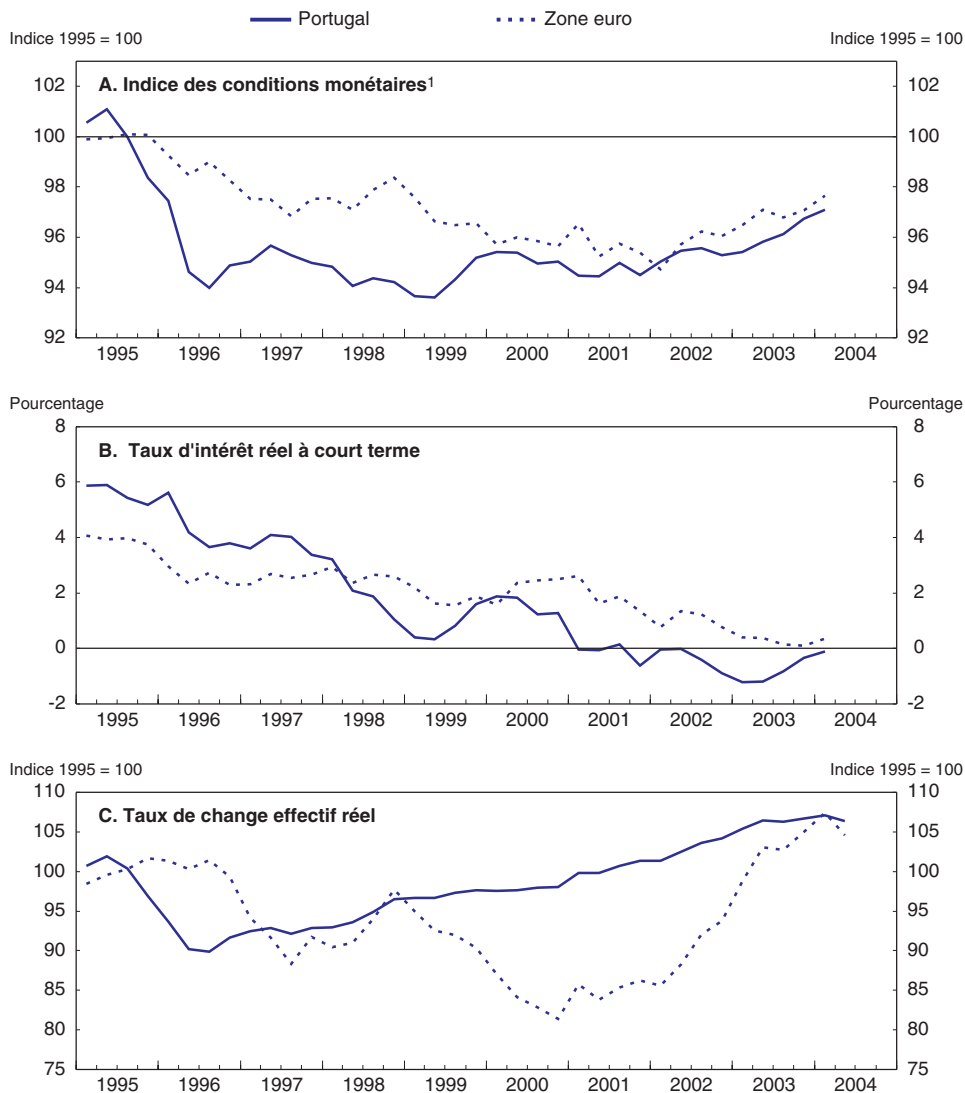 Portugal Zone euro
Indice 1995 = 100 Indice 1995 = 100
A. Indice des conditions monétaires1
102 102
100 100
98 98
96 96
94 94
92 92
1995 1996 1997 1998 1999 2000 2001 2002 2003 2004
Pourcentage Pourcentage
8 8
B. Taux d'intérêt réel à court terme
6 6
4 4
2 2
0 0
-2 -2
1995 1996 1997 1998 1999 2000 2001 2002 2003 2004
Indice 1995 = 100 Indice 1995 = 100
110 110
C. Taux de change effectif réel
105 105
100 100
95 95
90 90
85 85
80 80
75 75
1995 1996 1997 1998 1999 2000 2001 2002 2003 2004